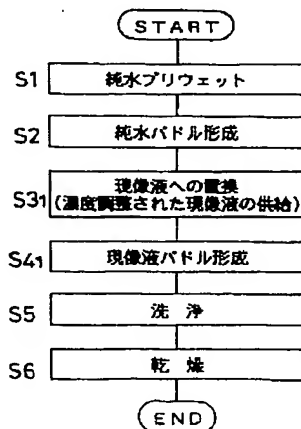 START
S1 純水プリウェット
S2 純水パドル形成
S3₁ 現像液への置換
(濃度調整された現像液の供給)
S4₁ 現像液パドル形成
S5 洗浄
S6 乾燥
END